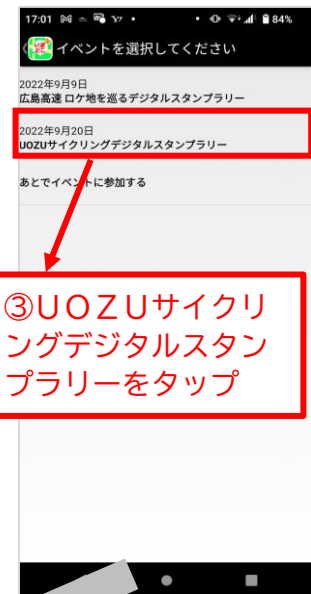 17:01
84%
イベントを選択してください
2022年9月9日
広島高速 ロケ地を巡るデジタルスタンプラリー
2022年9月20日
UOZUサイクリングデジタルスタンプラリー
あとでイベントに参加する
③ＵＯＺＵサイクリ
ングデジタルスタン
プラリーをタップ